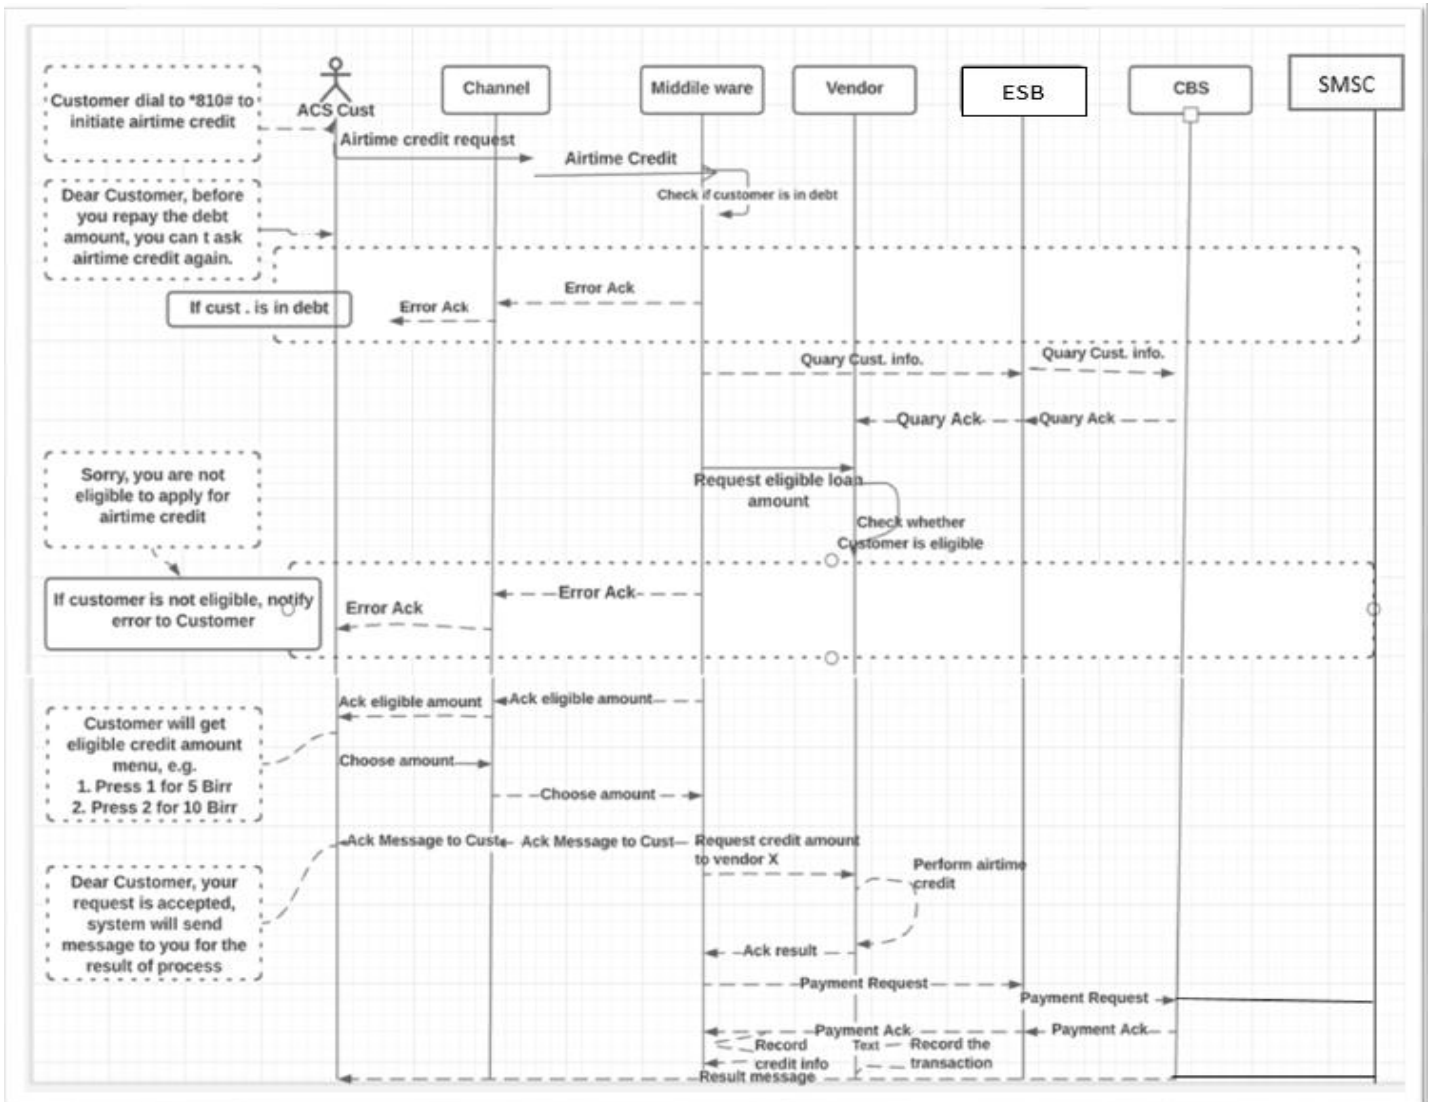 Customer dial to *810# to
initiate airtime credit
ACS Cust
Channel
Middile ware
Vendor
ESB
CBS
SMSC
Airtime credit request
Airtime Credit
Check if customer is in debt
Dear Customer, before
you repay the debt
amount, you can t ask
airtime credit again.
If cust . is in debt
Error Ack
Error Ack
Quary Cust. info.
Quary Cust. info.
Quary Ack
Quary Ack
Sorry, you are not
eligible to apply for
airtime credit
Request eligible loan
amount
Check whether
Customer is eligible
If customer is not eligible, notify
error to Customer
Error Ack
Error Ack
Ack eligible amount
Ack eligible amount
Customer will get
eligible credit amount
menu, e.g.
1. Press 1 for 5 Birr
2. Press 2 for 10 Birr
Choose amount
Choose amount
Ack Message to Cust
Ack Message to Cust
Request credit amount
to vendor X
Perform airtime
credit
Dear Customer, your
request is accepted,
system will send
message to you for the
result of process
Ack result
Payment Request
Payment Request
Payment Ack
Payment Ack
Record
credit info
Text
Record the
transaction
Result message